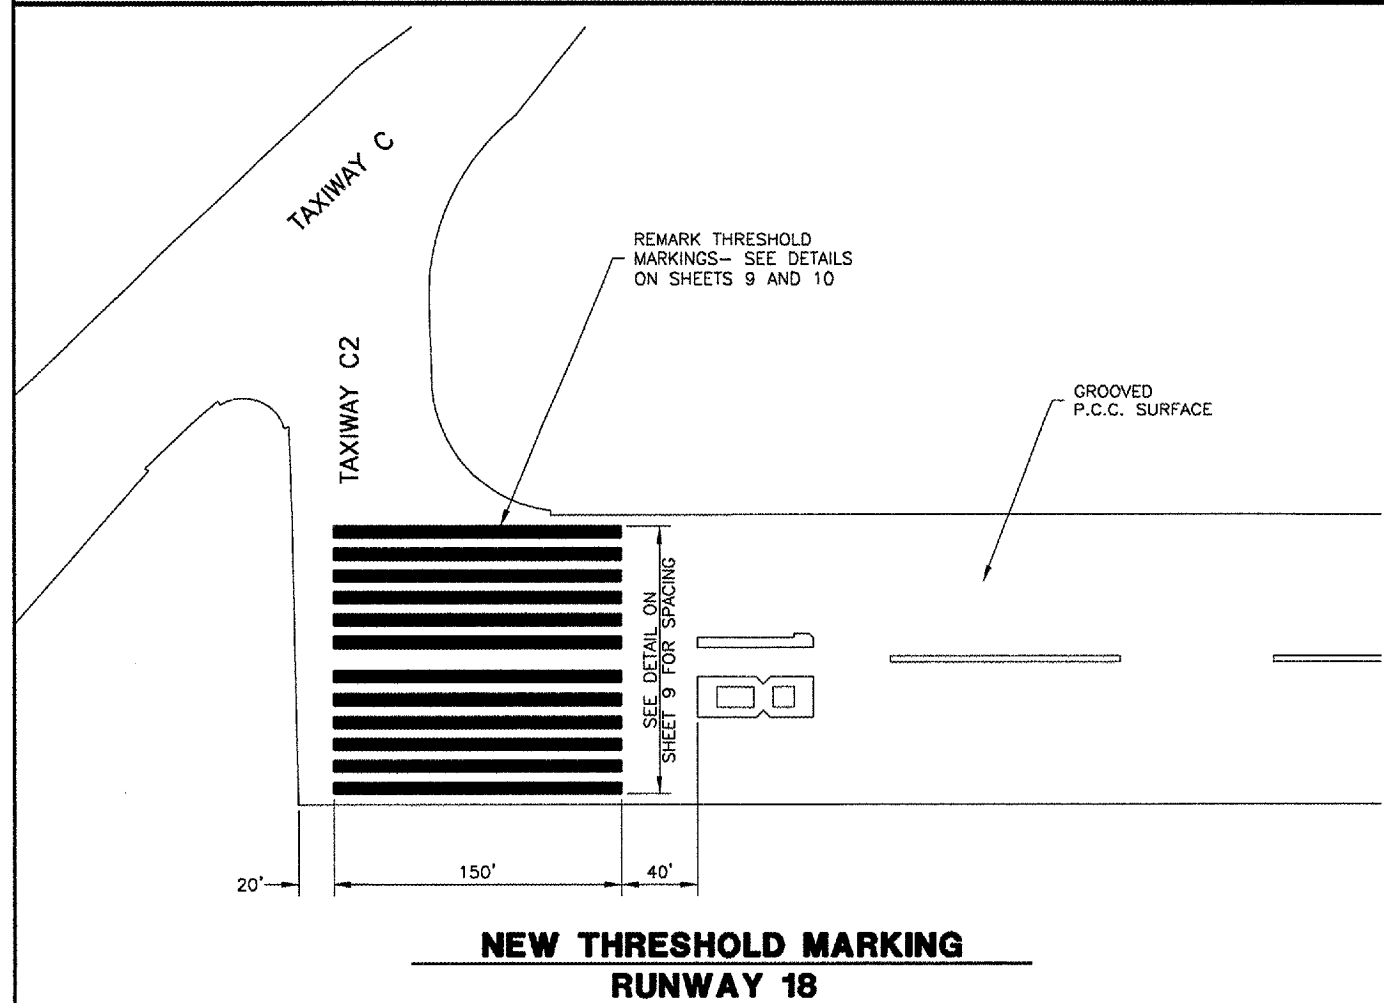 TAXIWAY C
REMARK THRESHOLD
MARKINGS– SEE DETAILS
ON SHEETS 9 AND 10
TAXIWAY C2
GROOVED
P.C.C. SURFACE
SEE DETAIL ON
SHEET 9 FOR SPACING
18
20'
150'
40'
NEW THRESHOLD MARKING
RUNWAY 18